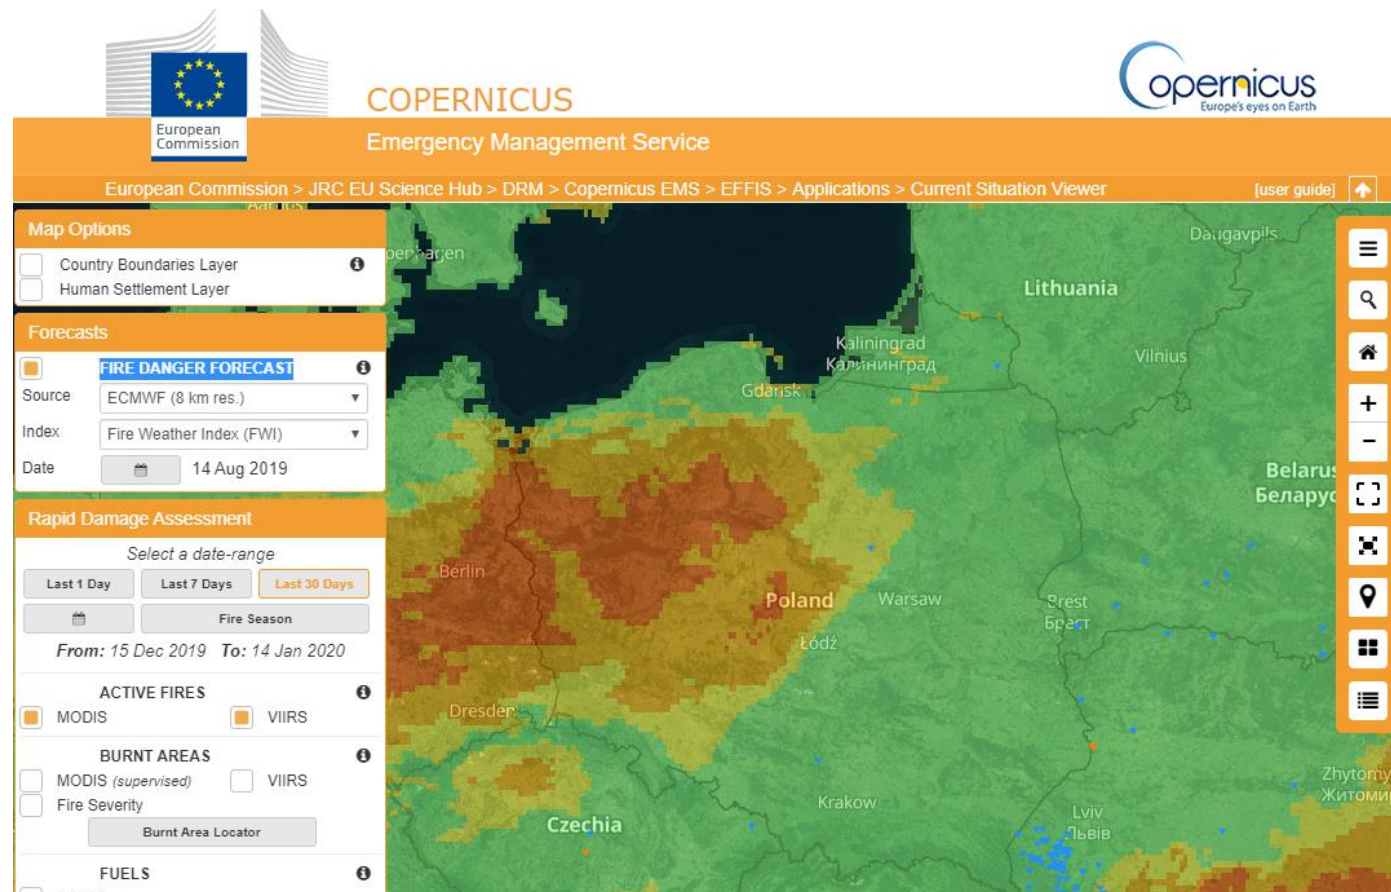 European
Commission
COPERNICUS
Emergency Management Service
opernicus
Europe's eyes on Earth
European Commission > JRC EU Science Hub > DRM > Copernicus EMS > EFFIS > Applications > Current Situation Viewer
[user guide]
Map Options
Country Boundaries Layer
Human Settlement Layer
Forecasts
FIRE DANGER FORECAST
Source
ECMWF (8 km res.)
Index
Fire Weather Index (FWI)
Date
14 Aug 2019
Rapid Damage Assessment
Select a date-range
Last 1 Day
Last 7 Days
Last 30 Days
Fire Season
From: 15 Dec 2019 To: 14 Jan 2020
ACTIVE FIRES
MODIS
VIIRS
BURNT AREAS
MODIS (supervised)
VIIRS
Fire Severity
Burnt Area Locator
FUELS
Daugavpils
Lithuania
Kaliningrad
Калининград
Vilnius
Gdańsk
Belarus
Беларус
Berlin
Poland
Warsaw
Brest
Брэст
Łódź
Dresden
Zhytomy
Житоми
Krakow
Lviv
Львів
Czechia